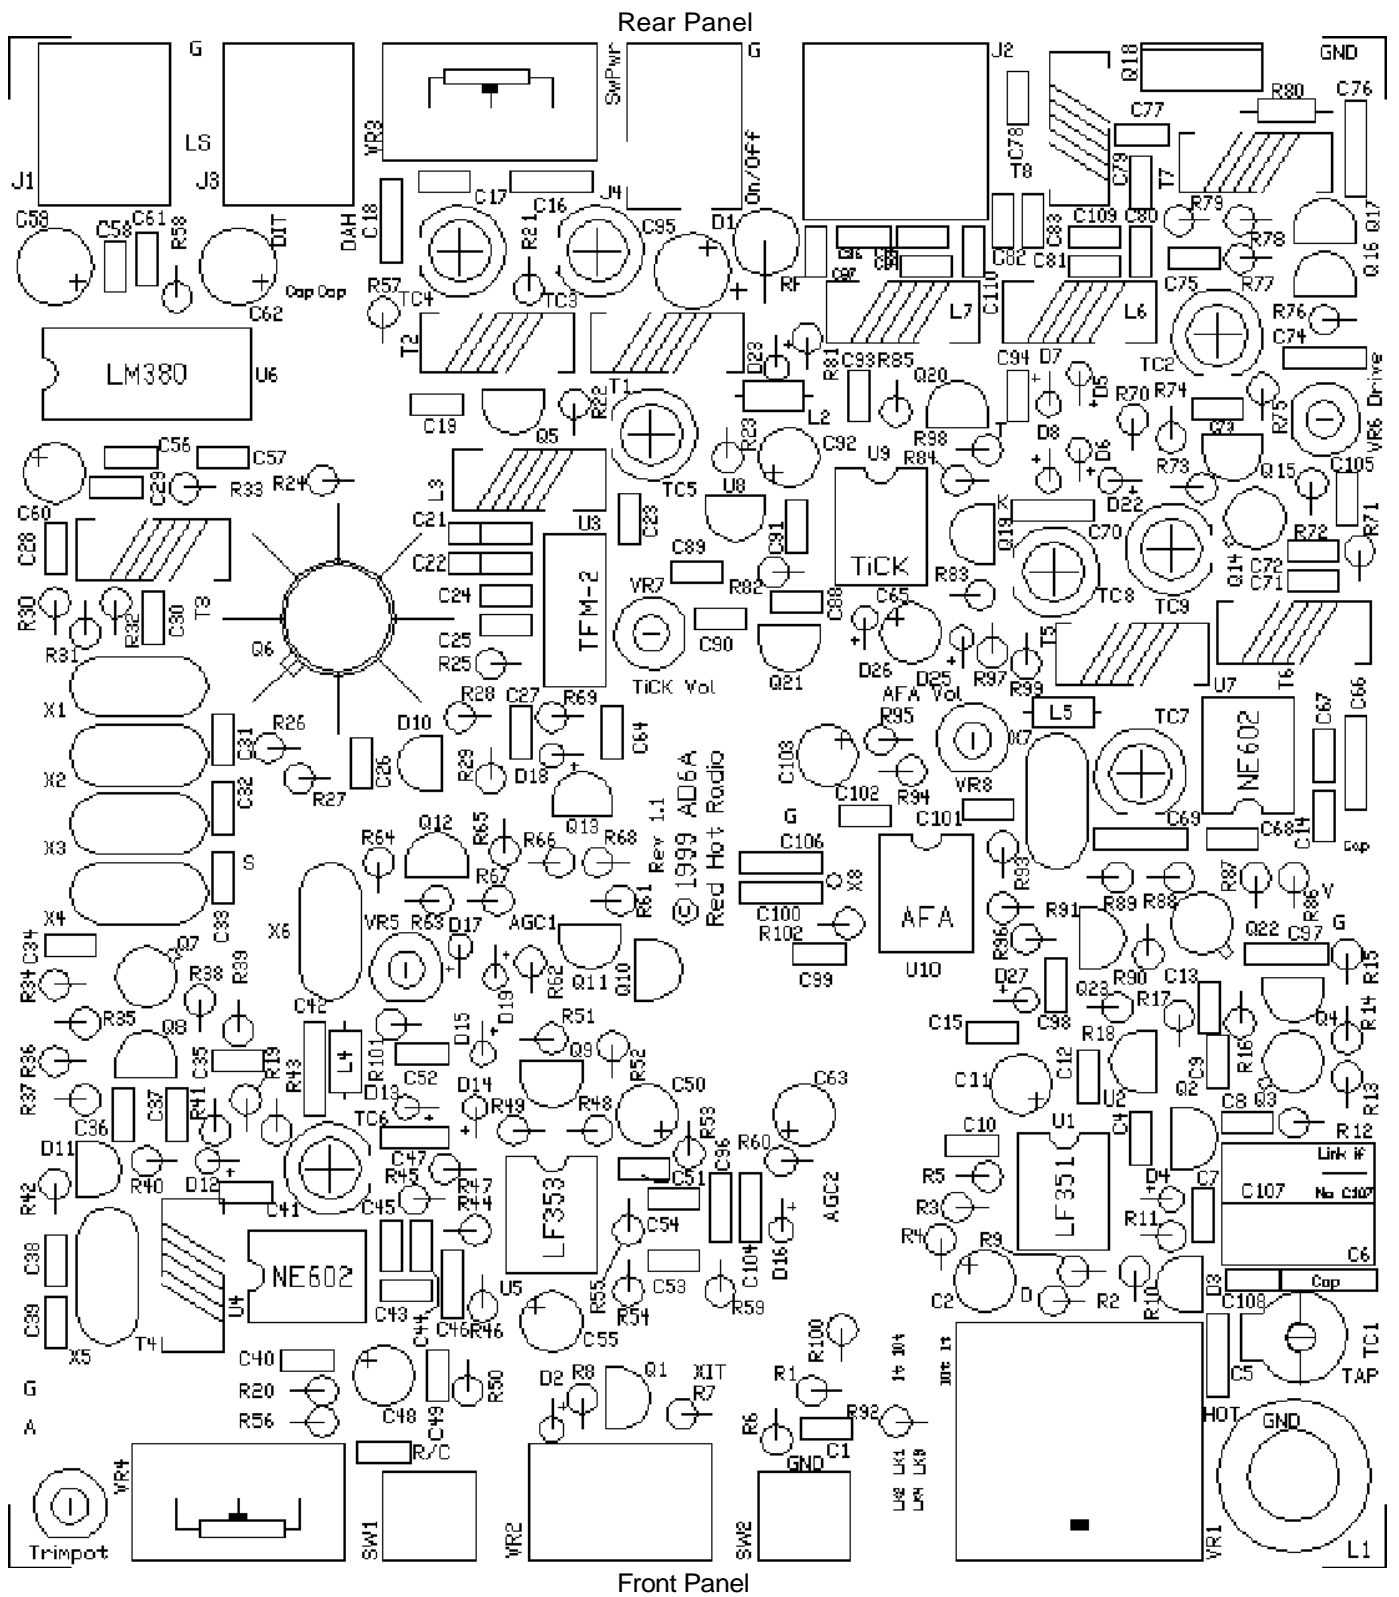 Rear Panel
G
SwPwr
G
J2
Q18
GND
C76
R80
LS
VR3
C78
C77
On/Off
C79
J1
J3
T8
T7
C17
C16
J4
C59
C58
C61
R58
DIT
DAH
C18
R21
C95
D1
C83
C109
C80
R79
Q17
R78
Q16
C82
C81
C75
R77
Cap Cap
R57
TC4
TC3
RF
C110
C62
T2
L7
L6
R76
C74
TC2
LM380
U6
D23
R81
C93
R85
C94
D7
T1
Q20
D5
R70
R74
R75
VR6 Drive
C19
Q5
R22
L2
R98
T
D8
D6
C73
R23
C92
U9
R84
R73
Q15
C105
C56
C57
C29
R33
R24
L3
TC5
U8
D22
C60
K
R71
C28
C21
U3
C23
C91
Q19
C70
R72
C22
C89
TiCK
Q14
C72
C71
VR7
R82
R83
C24
TFM-2
C88
C65
TC8
TC9
R30
R32
C30
T3
C25
C90
T5
R31
Q6
R25
D26
D25
R97
R99
Q21
T6
TiCK Vol
AFA Vol
U7
X1
R28
C27
R69
L5
C67
C66
D10
R95
X7
TC7
R26
C31
C26
R29
D18
C64
C103
NE602
X2
R27
R94
VR8
C32
Q13
C102
C101
C69
C68
C14
Cap
R64
Q12
R65
R66
R68
Rev 1.1
© 1999 AD6A
Red Hot Radio
G
C106
X3
S
R67
X8
R93
R87
R86
V
X4
C33
X6
VR5
R63
D17
AGC1
R61
C100
R102
AFA
R91
R89
R88
G
C34
Q7
R38
R39
R96
Q22
C97
R34
D19
R62
Q11
Q10
C99
U10
D27
R90
C13
R15
C42
C98
Q23
R17
R35
Q8
D15
R51
C15
R18
Q4
R14
R36
C35
R19
R43
L4
R101
C52
Q9
R52
C12
C9
R16
R37
R41
D13
D14
C50
C63
C11
U2
Q2
Q3
R13
C36
C37
TC6
R49
R48
R53
R60
C10
U1
C4
C8
R12
D11
C47
C96
Link if
R42
R40
D12
R45
R47
C51
R5
D4
C7
C107
No C107
C41
C45
R44
LF353
C54
AGC2
R3
LF351
R11
C38
R4
R9
C6
NE602
C104
D16
C53
C39
U4
C43
U5
R55
R54
R59
C2
D
R2
R10
D3
Cap
C108
X5
T4
C44
C46
R46
C55
R100
TC1
C40
1t 10t
10t 1t
C5
TAP
G
R20
C48
C49
R50
D2
R8
Q1
XIT
R7
R1
A
R56
R6
R92
HOT
GND
R/C
C1
GND
VR4
LK2 LK1
LK4 LK3
Trimpot
SW1
VR2
SW2
VR1
L1
Front Panel